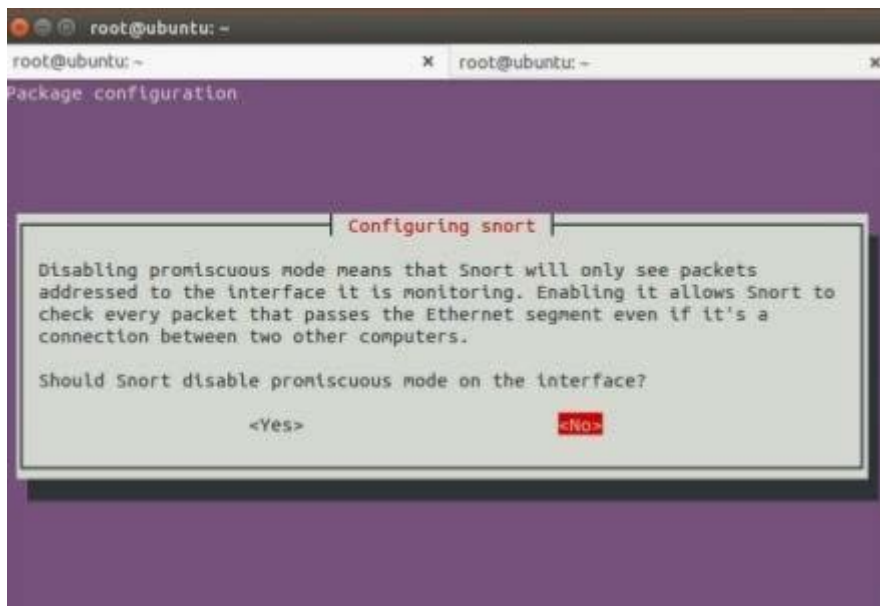 root@ubuntu: ~
root@ubuntu: ~ × root@ubuntu: ~ ×
Package configuration
Configuring snort
Disabling promiscuous mode means that Snort will only see packets
addressed to the interface it is monitoring. Enabling it allows Snort to
check every packet that passes the Ethernet segment even if it's a
connection between two other computers.
Should Snort disable promiscuous mode on the interface?
<Yes> <No>